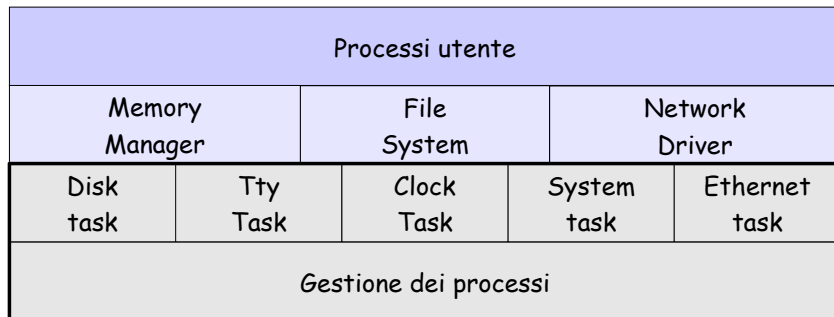 Processi utente
Memory
Manager
File
System
Network
Driver
Disk
task
Tty
Task
Clock
Task
System
task
Ethernet
task
Gestione dei processi